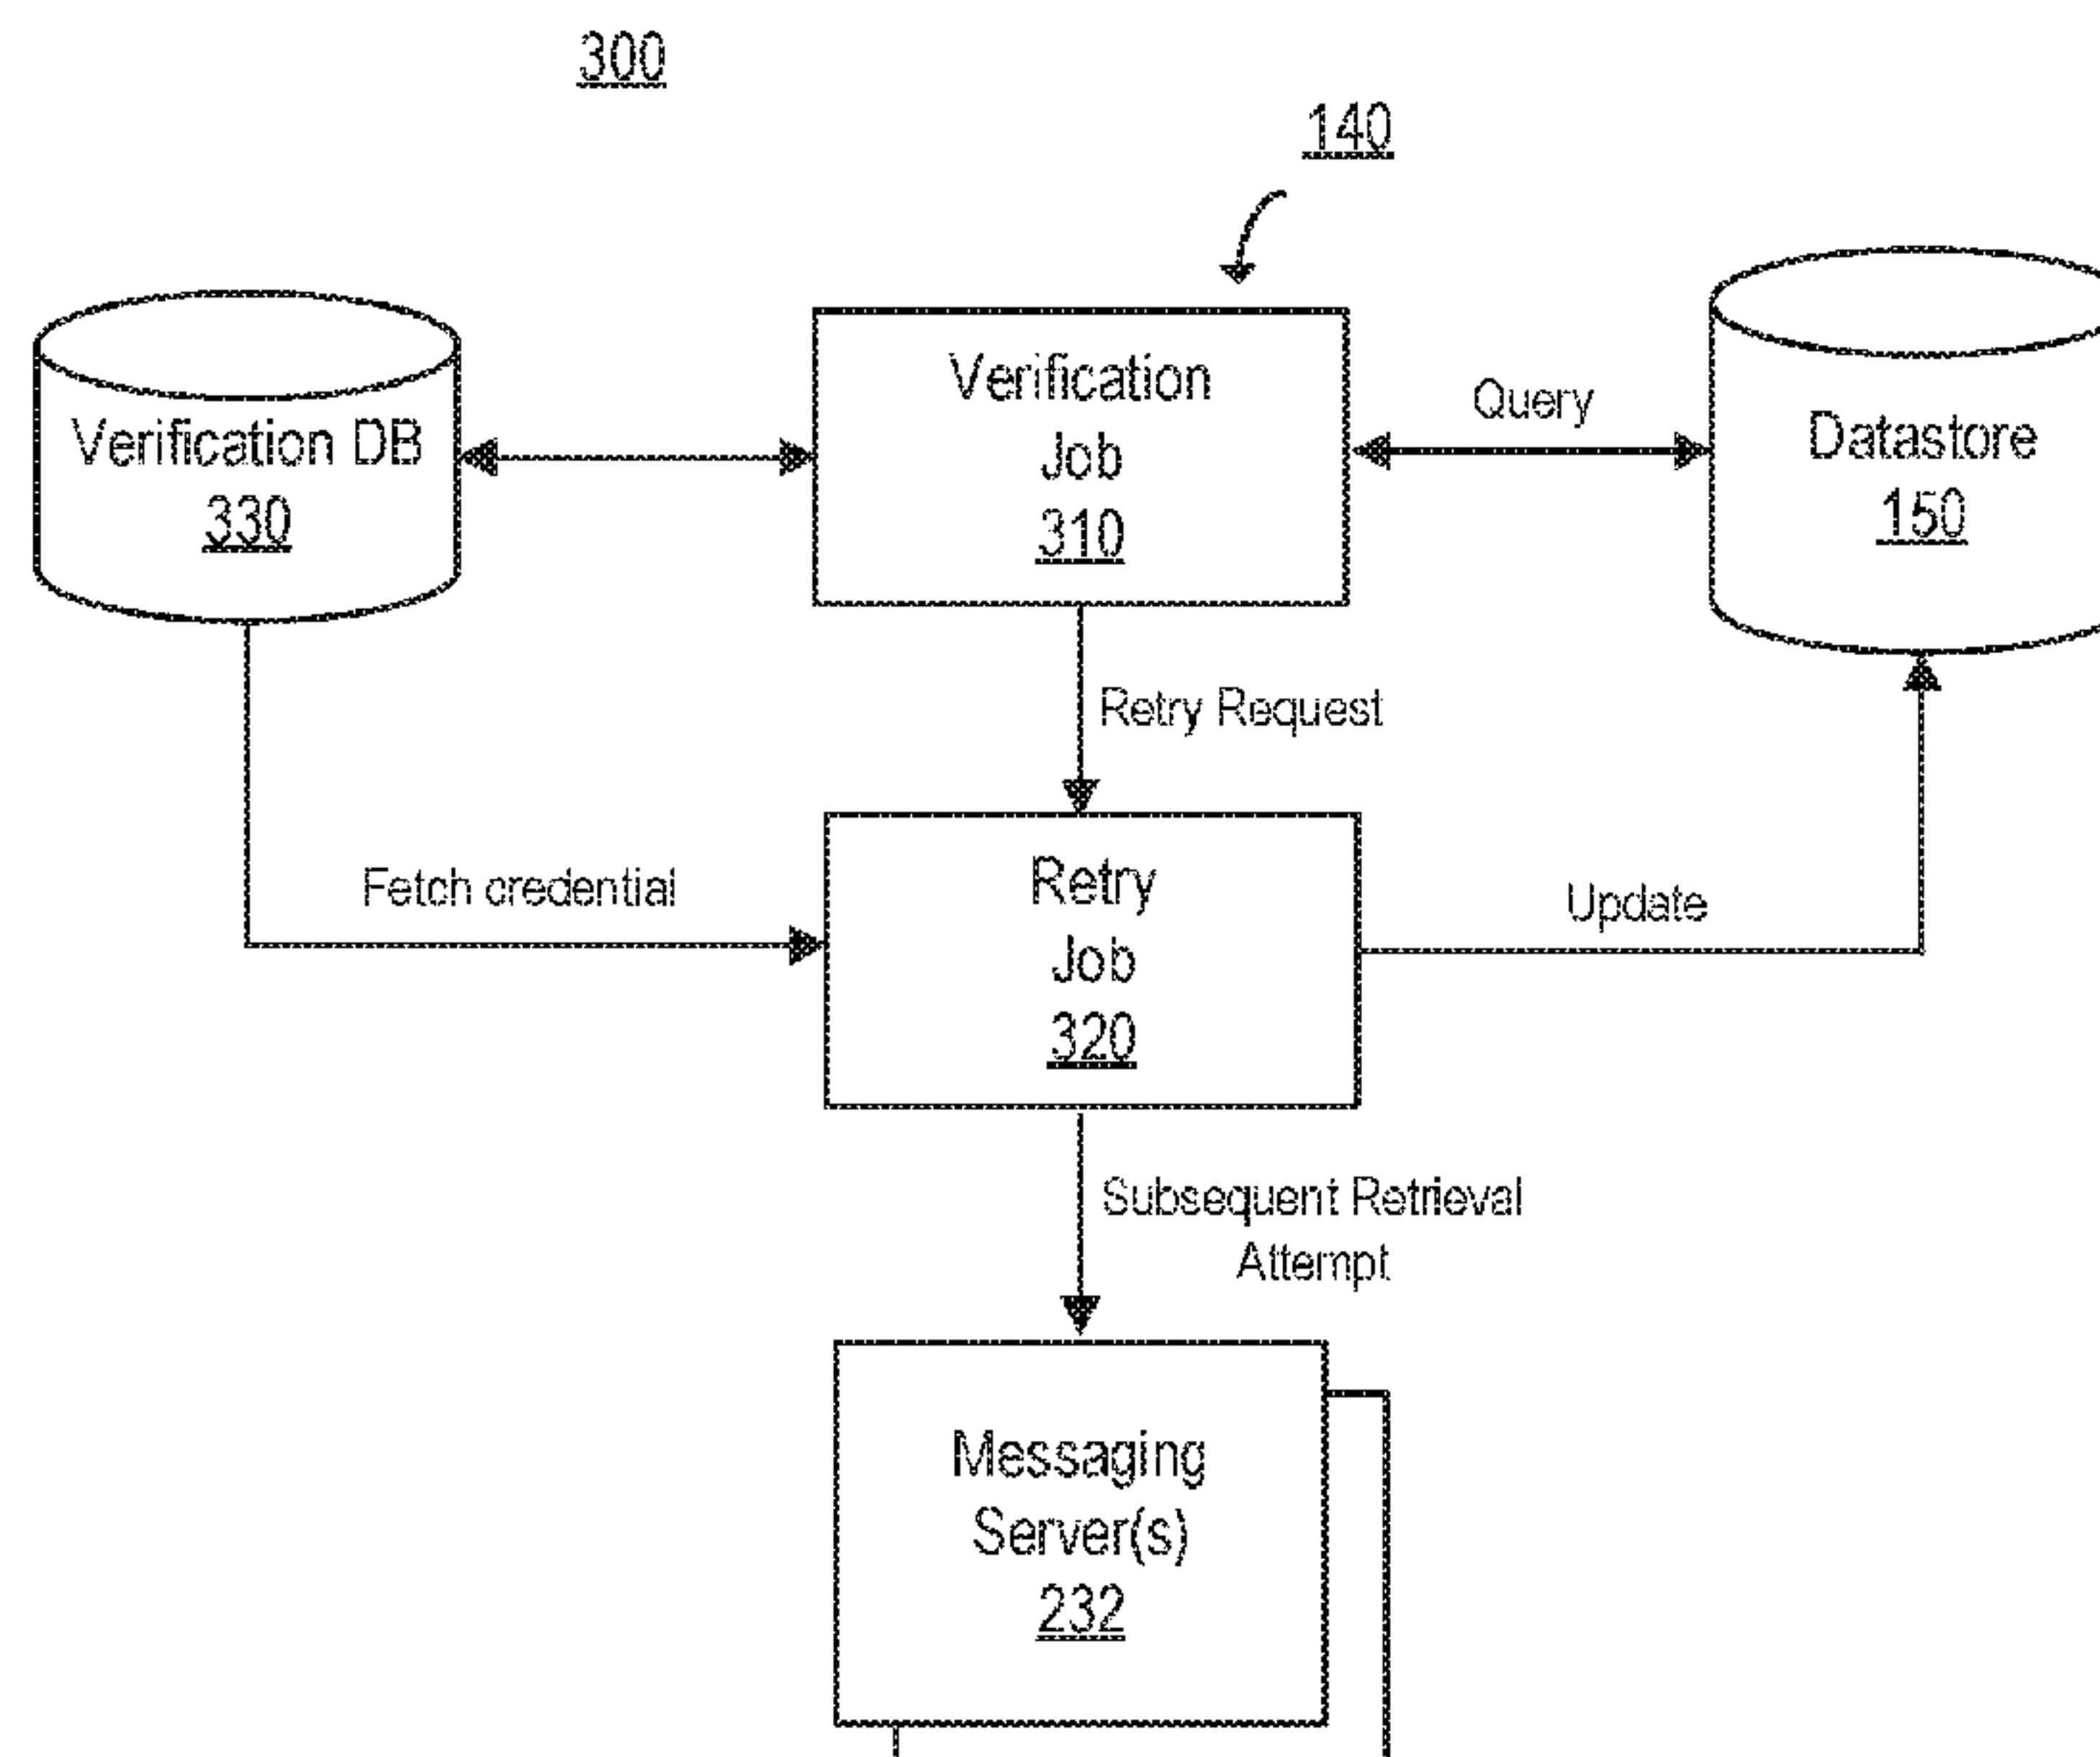 300
140
Verification DB
330
Verification
Job
310
Query
Datastore
150
Retry Request
Fetch credential
Retry
Job
320
Update
Subsequent Retrieval
Attempt
Messaging
Server(s)
232